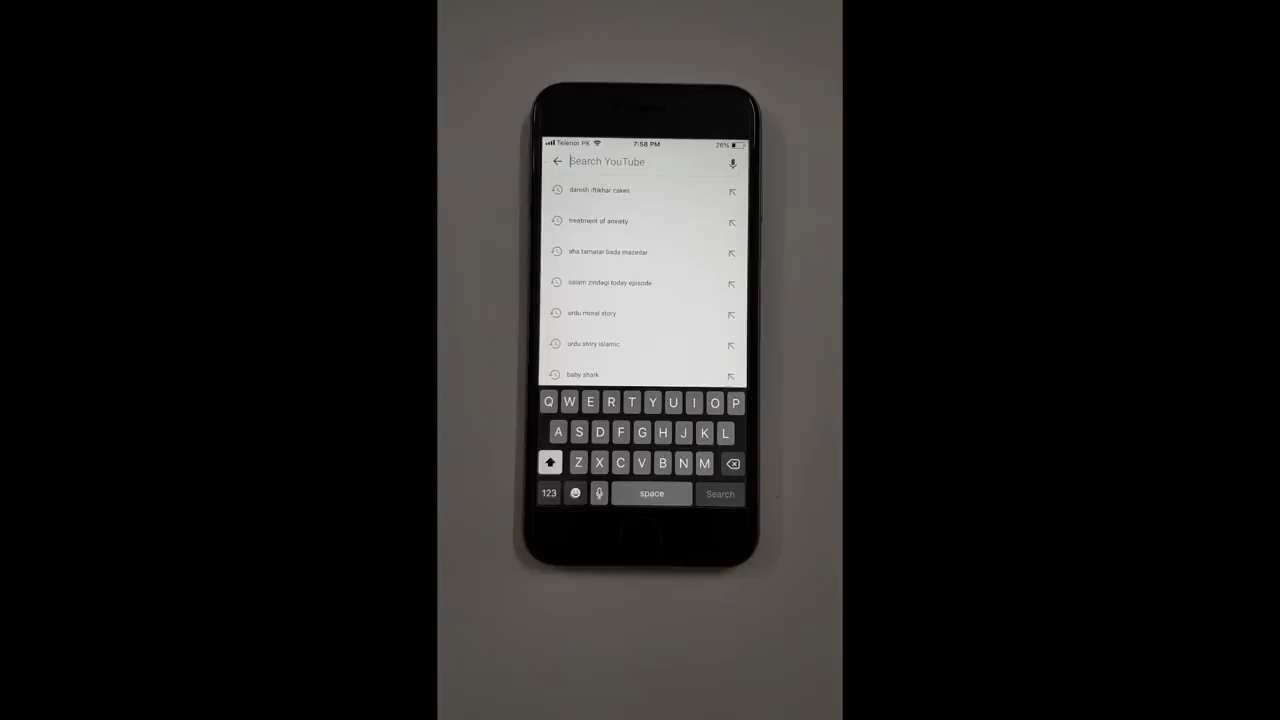 Telenor PK 7:58 PM 26%
Search YouTube
danish iftikhar cakes
treatment of anxiety
aha tamatar bada mazedar
salam zindagi today episode
urdu moral story
urdu story islamic
baby shark
Q W E R T Y U I O P
A S D F G H J K L
Z X C V B N M
123 space Search